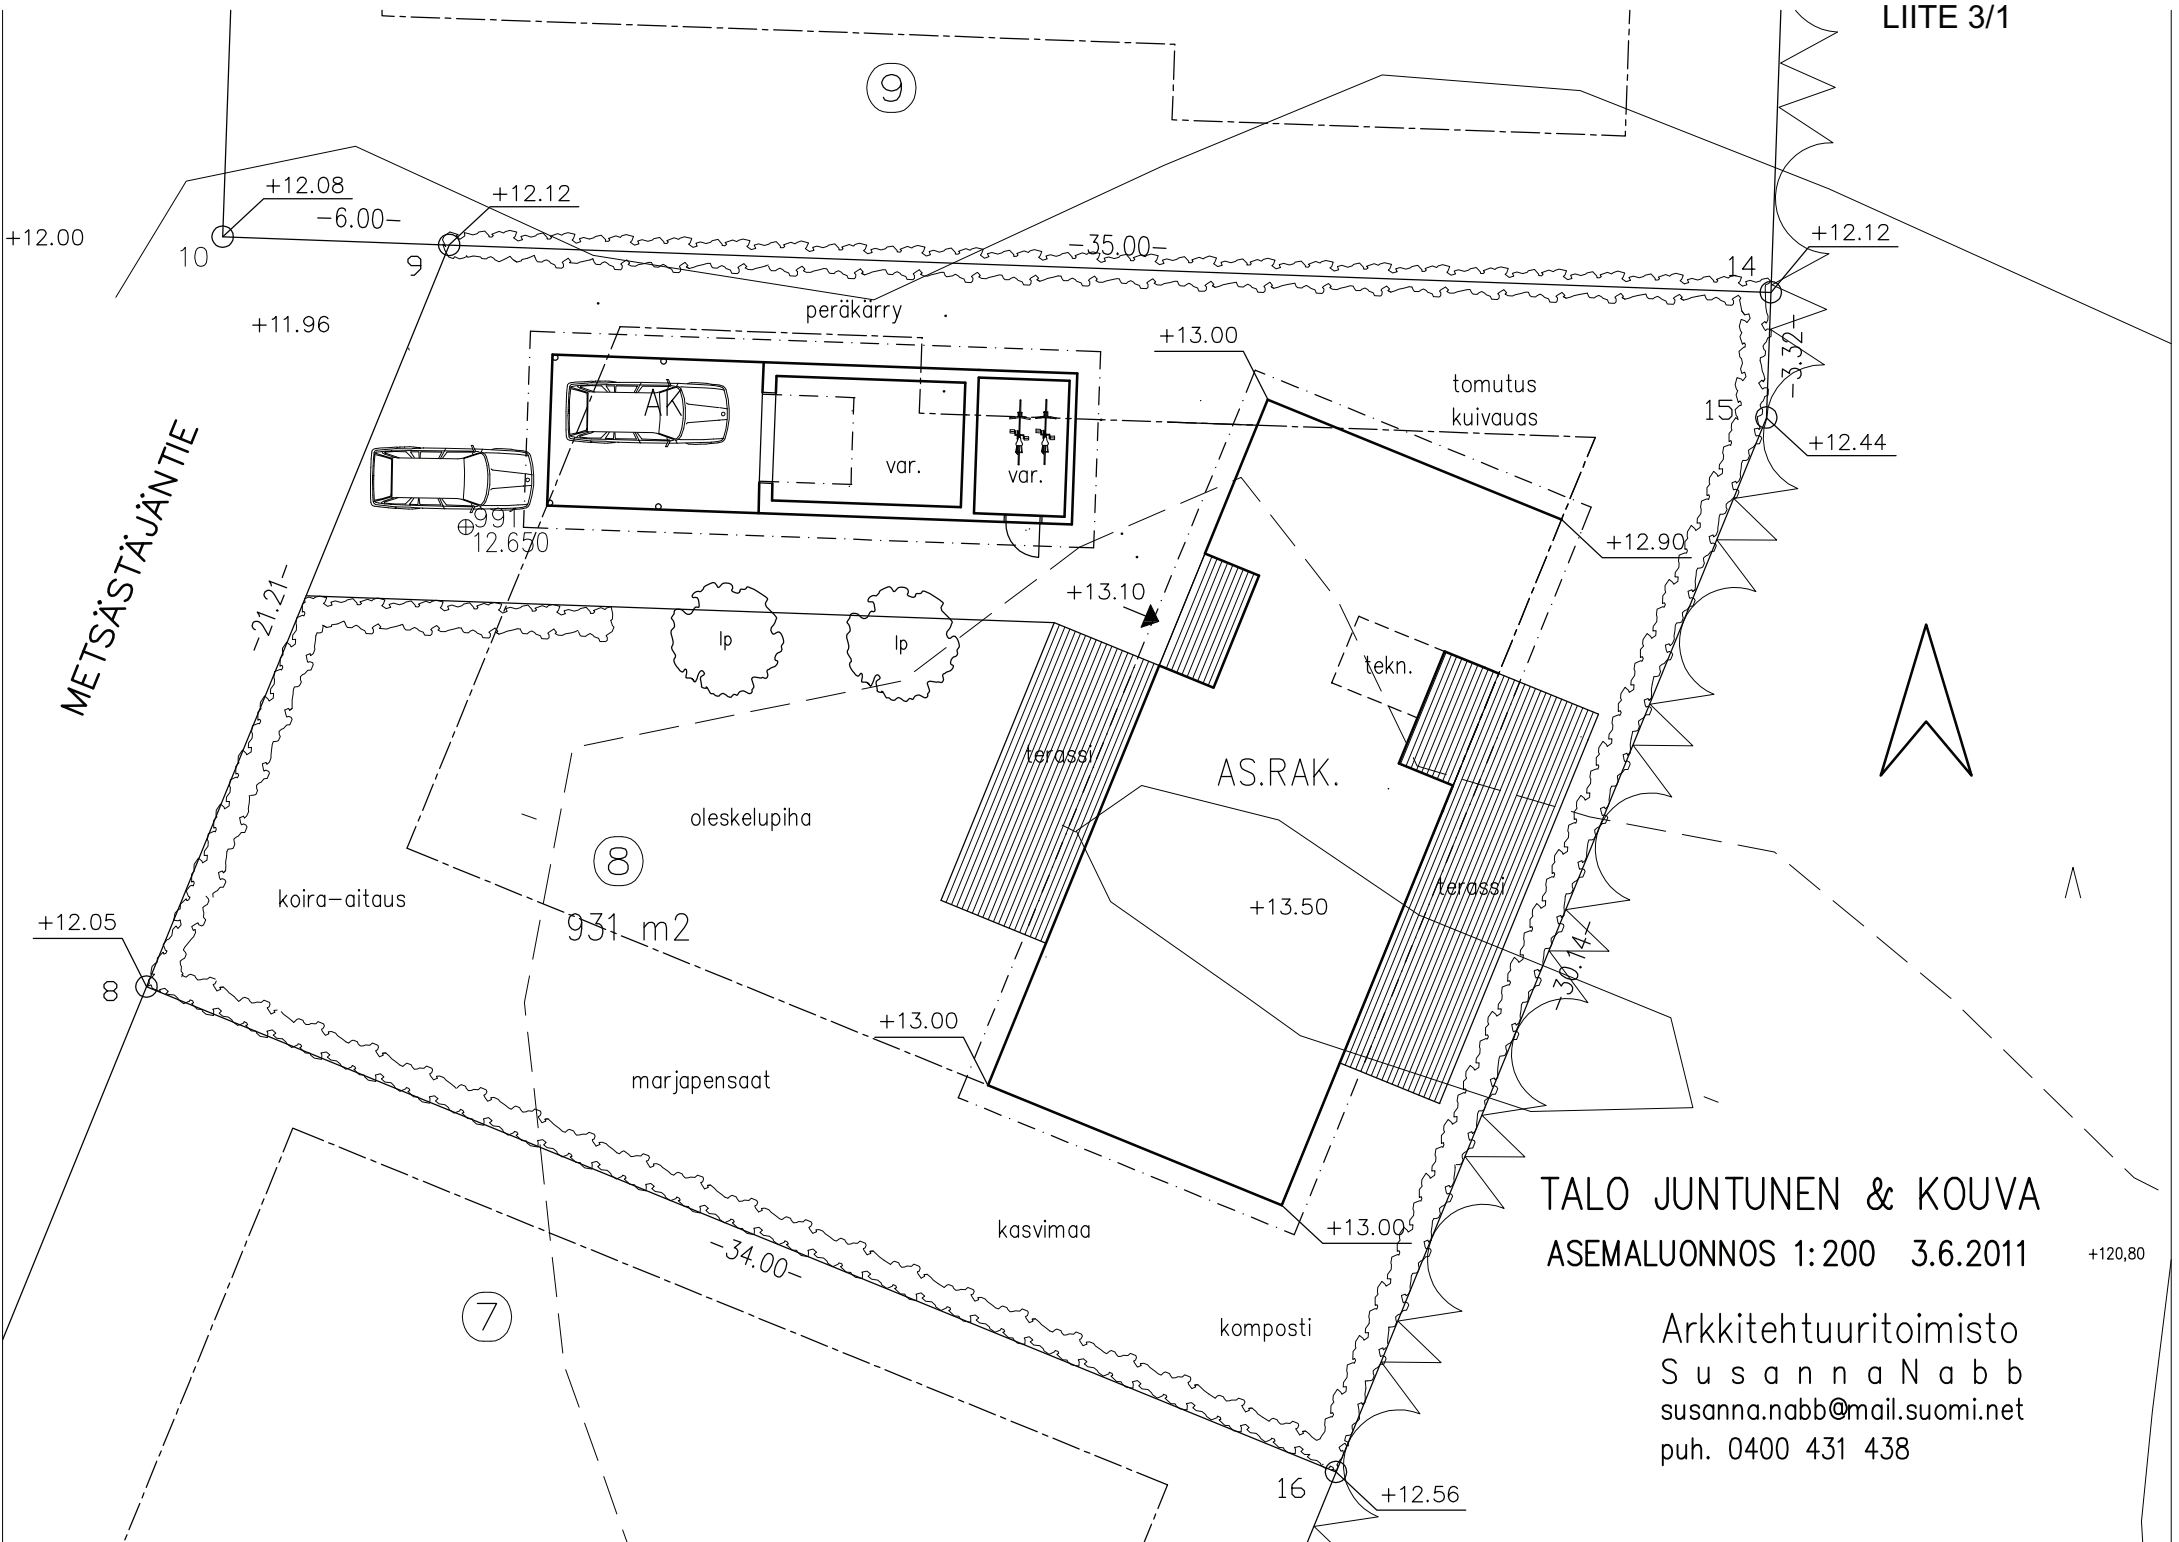 LIITE 3/1
9
+12.08
-6.00-
+12.12
+12.00
10
9
-35.00-
+12.12
14
peräkärry
+11.96
+13.00
-3.32-
tomutus
kuivauas
15
AK
+12.44
var.
var.
METSÄSTÄJÄNTIE
991
12.650
+12.90
-21.21-
+13.10
lp
lp
tekn.
terassi
AS.RAK.
oleskelupiha
8
koira-aitaus
terassi
+13.50
931 m2
+12.05
8
-30.14-
+13.00
marjapensaat
TALO JUNTUNEN & KOUVA
kasvimaa
+13.00
ASEMALUONNOS 1:200 3.6.2011
+120,80
-34.00-
7
komposti
Arkkitehtuuritoimisto
S u s a n n a N a b b
susanna.nabb@mail.suomi.net
puh. 0400 431 438
16
+12.56